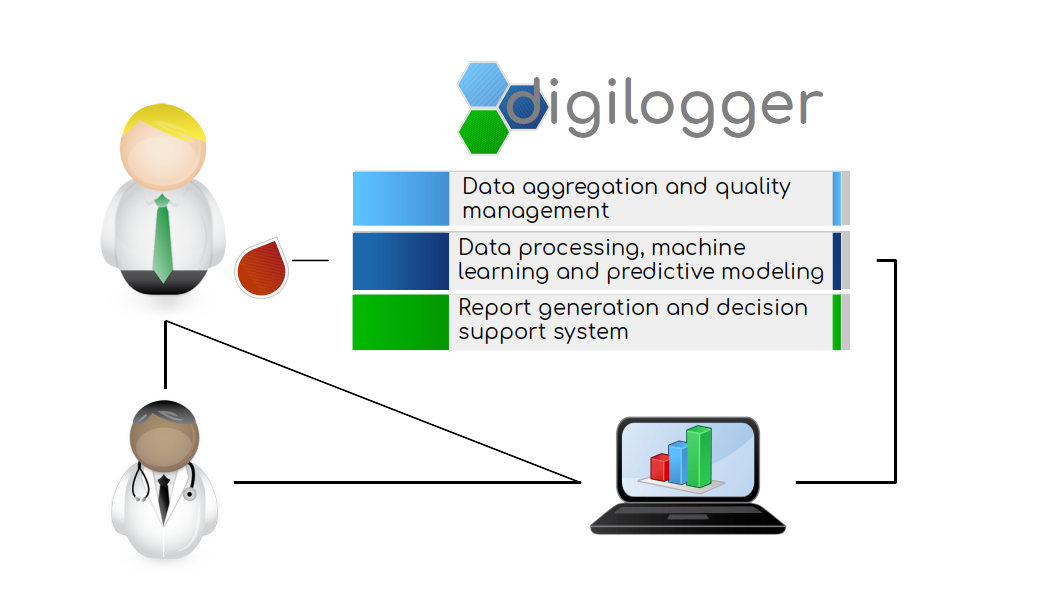 digilogger
Data aggregation and quality
management
Data processing, machine
learning and predictive modeling
Report generation and decision
support system